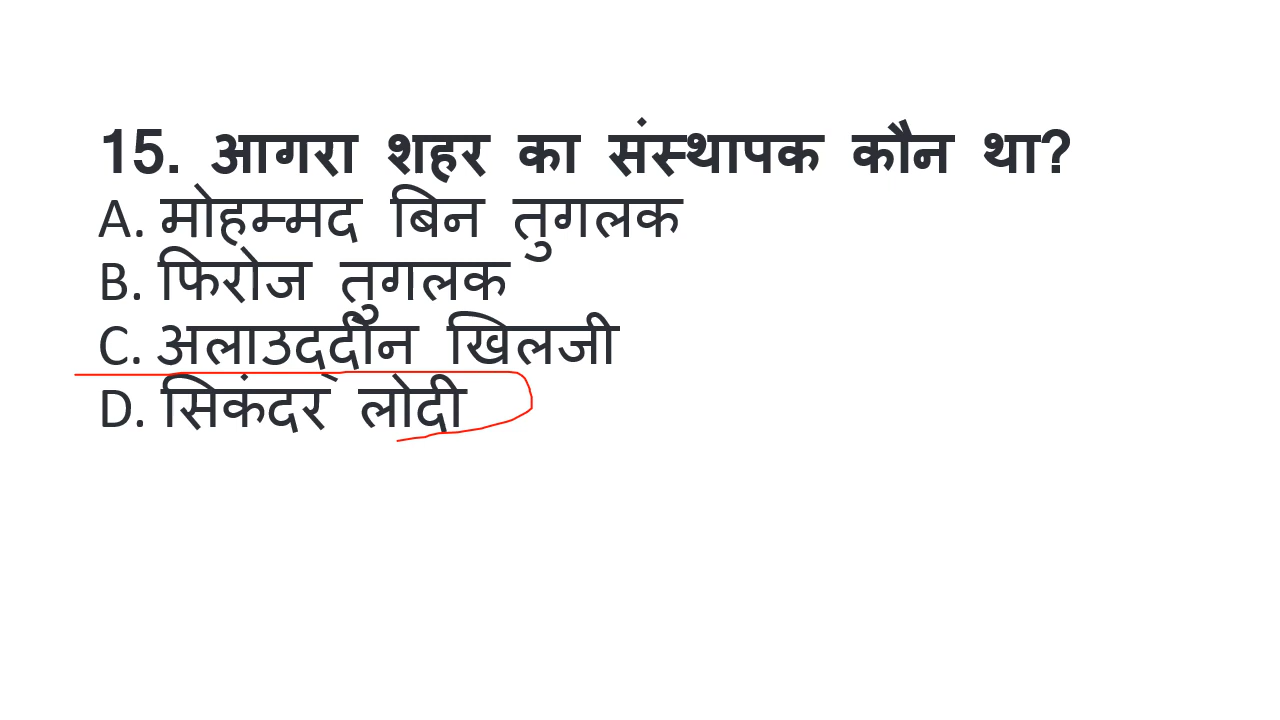 15. आगरा शहर का संस्थापक कौन था?
A. मोहम्मद बिन तुगलक
B. फिरोज तुगलक
C. अलाउद्दीन खिलजी
D. सिकंदर लोदी